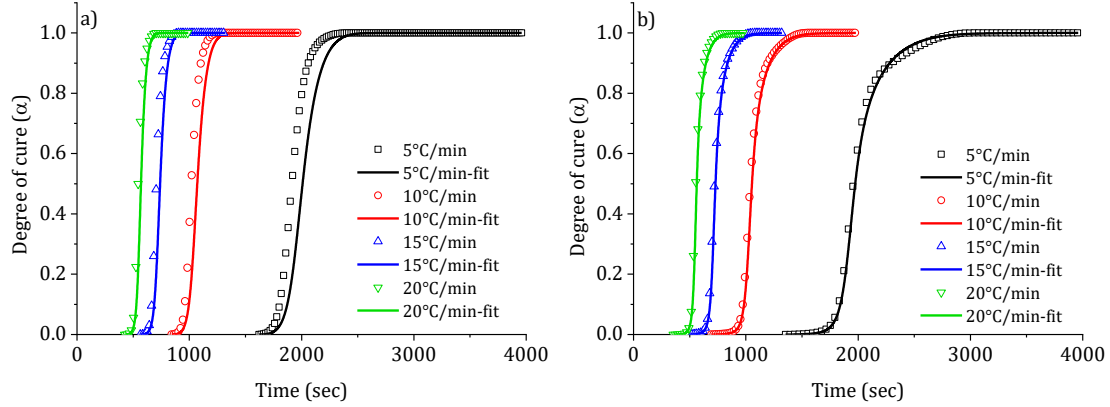 a)
1.0
0.8
0.6
0.4
0.2
0.0
Degree of cure (α)
5°C/min
5°C/min-fit
10°C/min
10°C/min-fit
15°C/min
15°C/min-fit
20°C/min
20°C/min-fit
1000
2000
3000
4000
Time (sec)
b)
1.0
0.8
0.6
0.4
0.2
0.0
Degree of cure (α)
5°C/min
5°C/min-fit
10°C/min
10°C/min-fit
15°C/min
15°C/min-fit
20°C/min
20°C/min-fit
0
1000
2000
3000
4000
Time (sec)